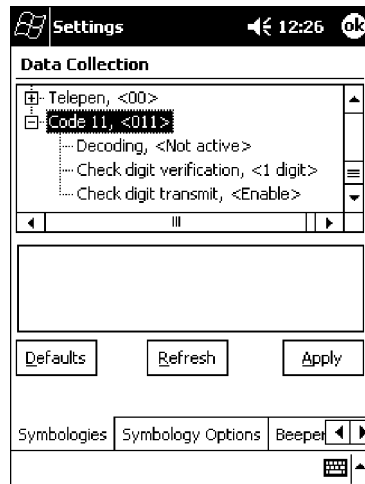 Settings 12:26 ok
Data Collection
Telepen, <00>
Code 11, <011>
Decoding, <Not active>
Check digit verification, <1 digit>
Check digit transmit, <Enable>
Defaults Refresh Apply
Symbologies Symbology Options Beeper